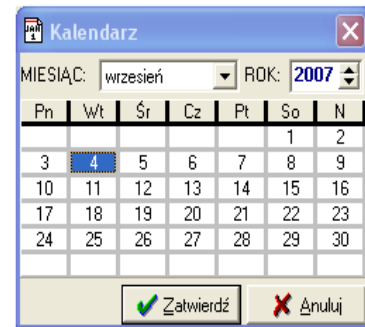 JAN
1
Kalendarz
MIESIĄC: wrzesień ROK: 2007
Pn Wt Śr Cz Pt So N
1 2
3 4 5 6 7 8 9
10 11 12 13 14 15 16
17 18 19 20 21 22 23
24 25 26 27 28 29 30
Zatwierdź Anuluj